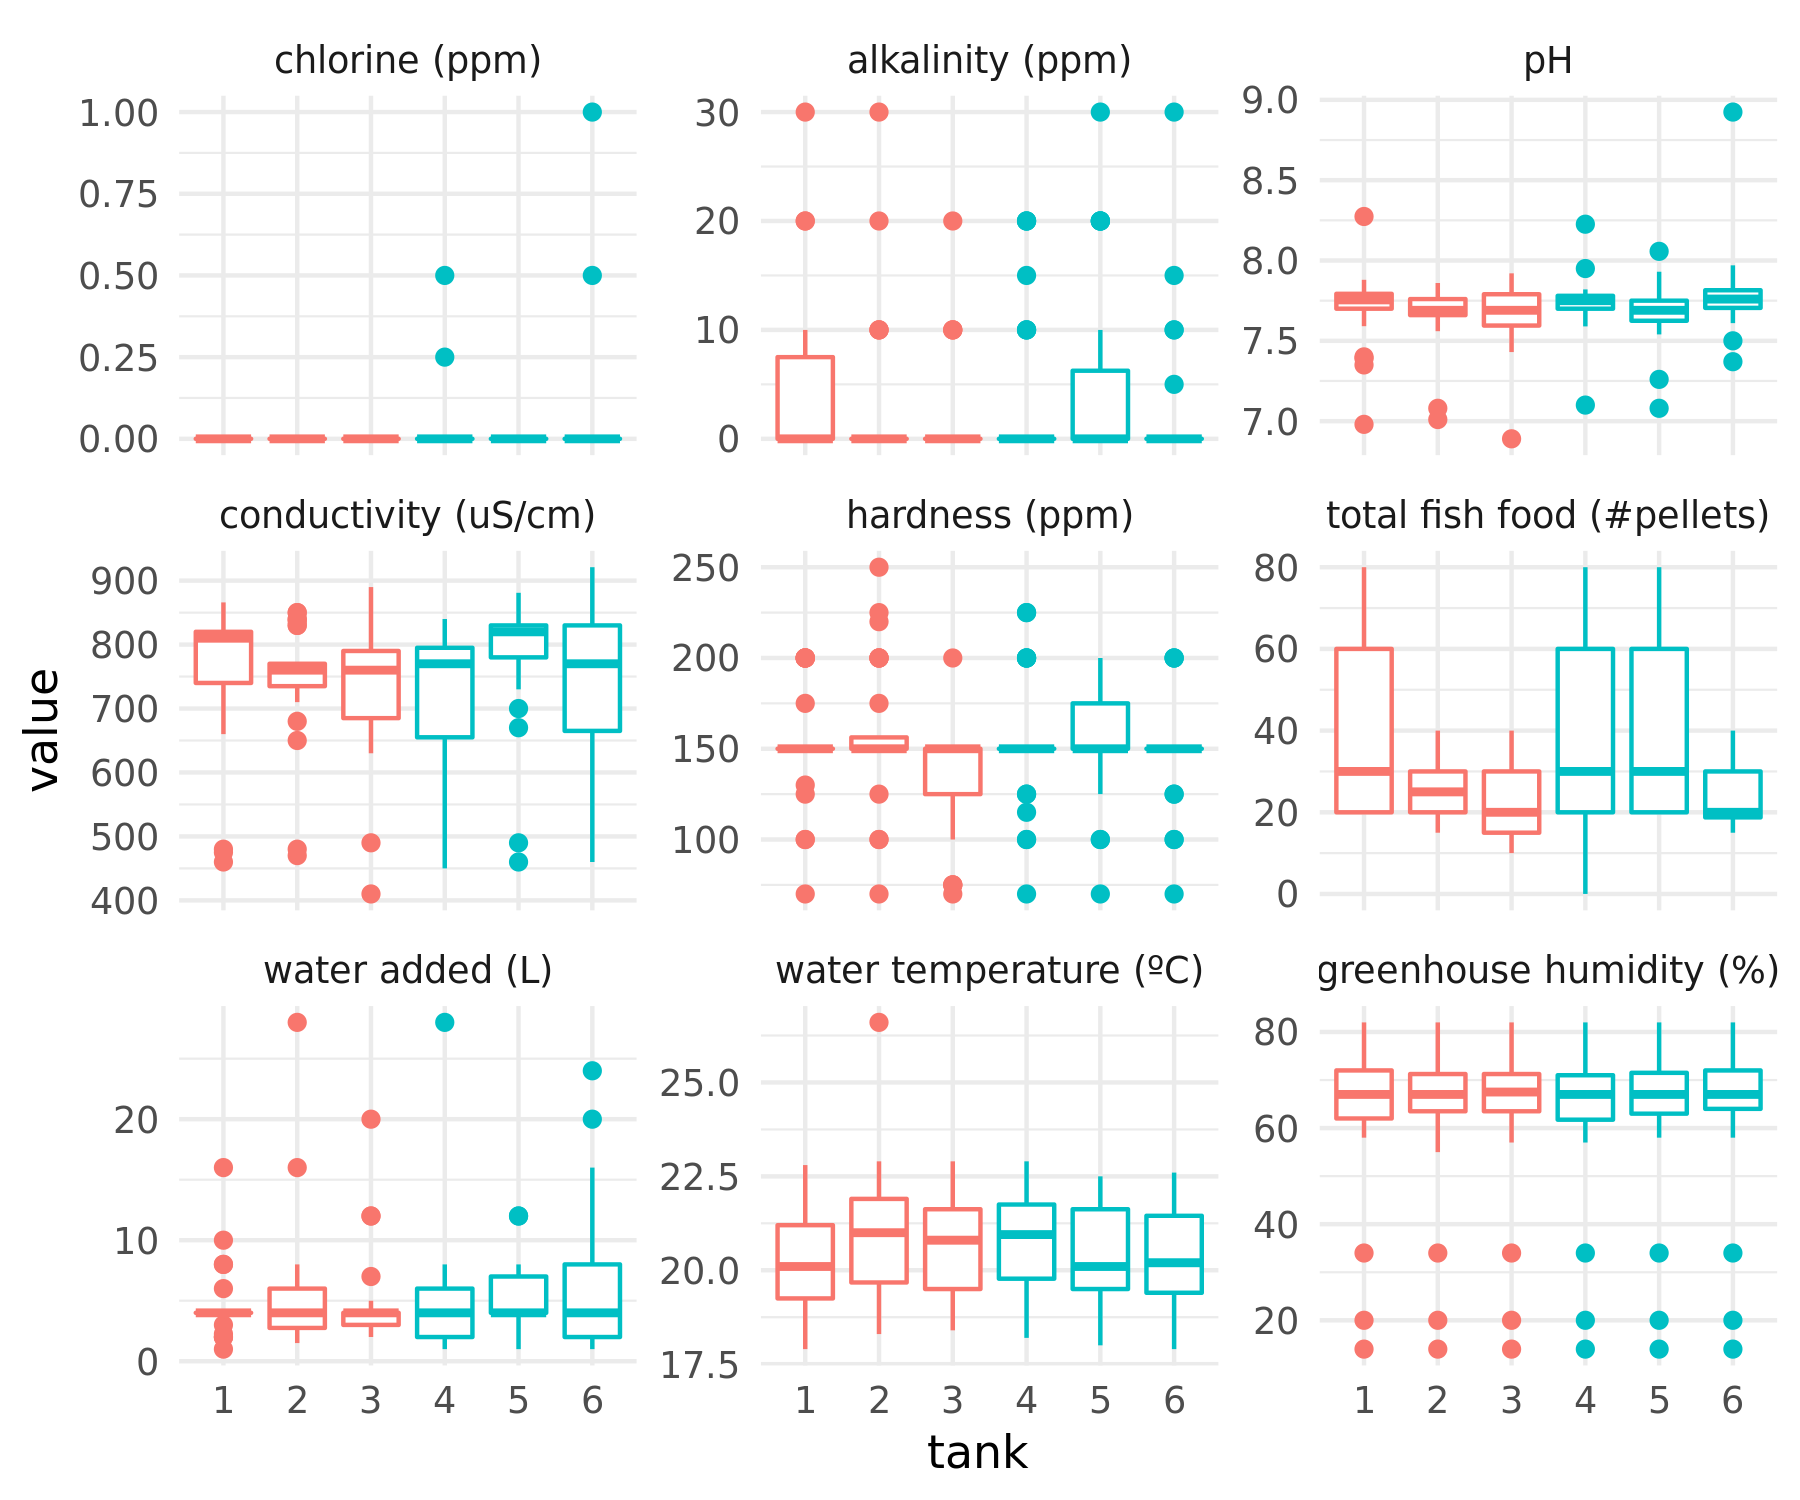 chlorine (ppm) alkalinity (ppm) pH
1.00 30 9.0
0.75 20 8.5
0.50 10 8.0
0.25 0 7.5
0.00 7.0
conductivity (uS/cm) hardness (ppm) total fish food (#pellets)
900 250 80
800 200 60
700 150 40
600 100 20
500 0
400
value
water added (L) water temperature (ºC) greenhouse humidity (%)
20 25.0 80
10 22.5 60
0 20.0 40
17.5 20
1 2 3 4 5 6 1 2 3 4 5 6 1 2 3 4 5 6
tank